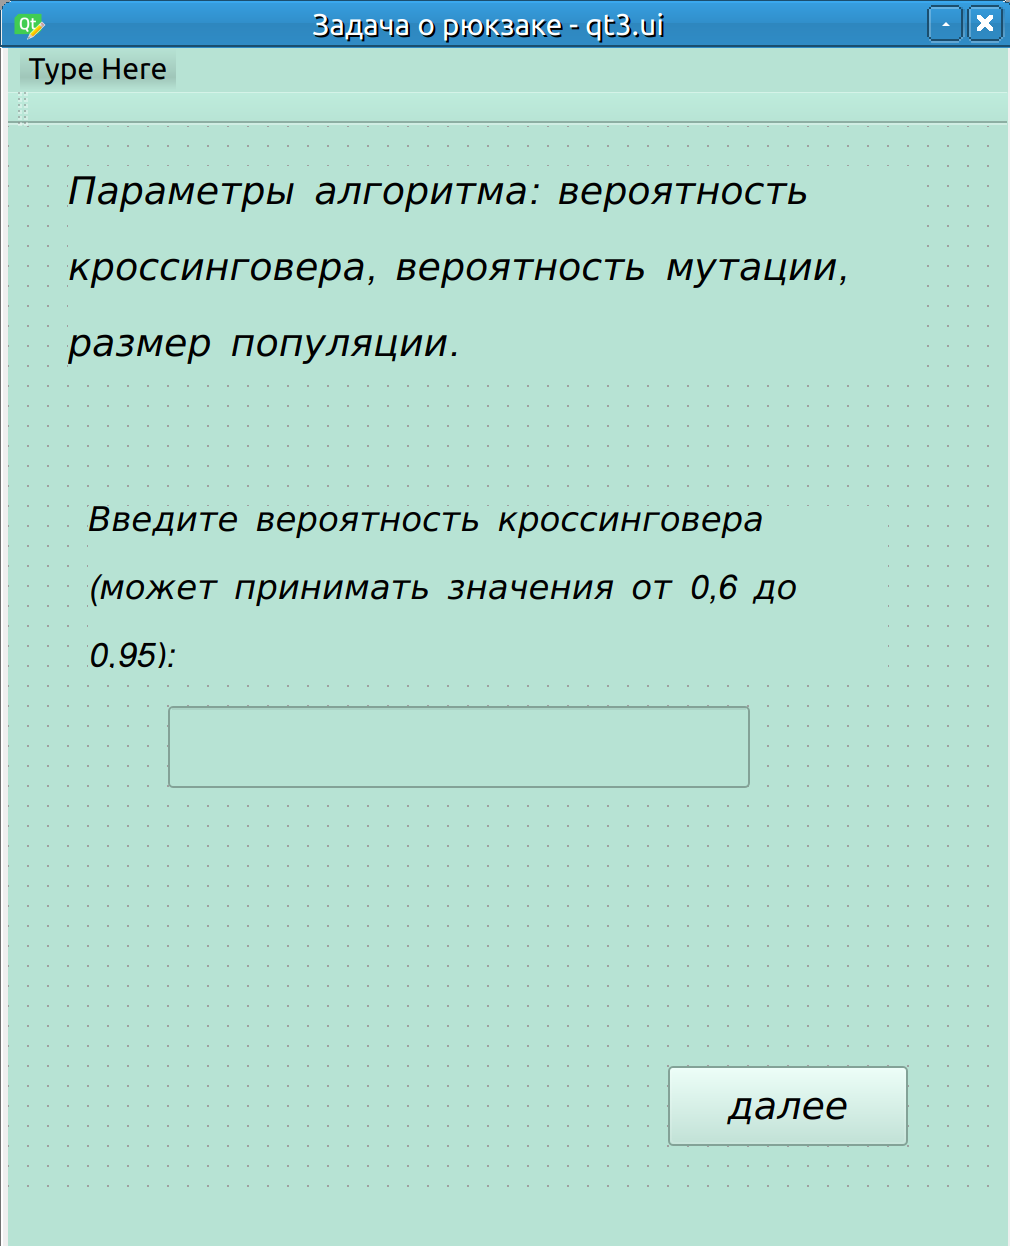 Qt
Задача о рюкзаке - qt3.ui
Type Here
Параметры алгоритма: вероятность
кроссинговера, вероятность мутации,
размер популяции.
Введите вероятность кроссинговера
(может принимать значения от 0,6 до
0.95):
далее